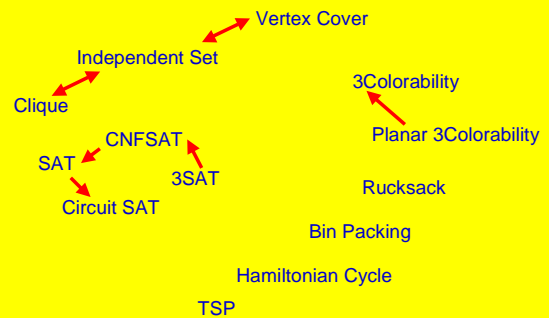 Vertex Cover
Independent Set
3Colorability
Clique
Planar 3Colorability
CNFSAT
SAT
3SAT
Rucksack
Circuit SAT
Bin Packing
Hamiltonian Cycle
TSP